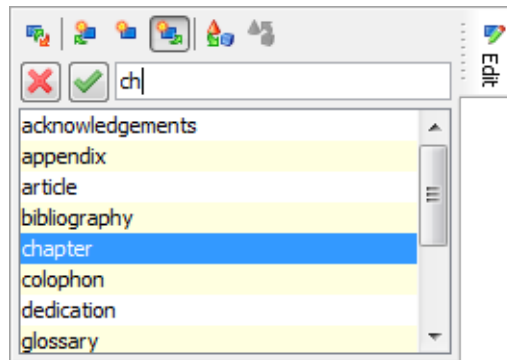 Edit
ch
acknowledgements
appendix
article
bibliography
chapter
colophon
dedication
glossary